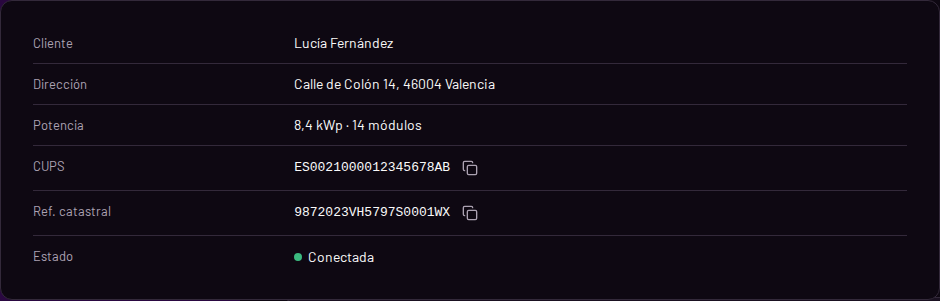 Cliente
Lucía Fernández
Dirección
Calle de Colón 14, 46004 Valencia
Potencia
8,4 kWp · 14 módulos
CUPS
ES0021000012345678AB
Ref. catastral
9872023VH5797S0001WX
Estado
Conectada